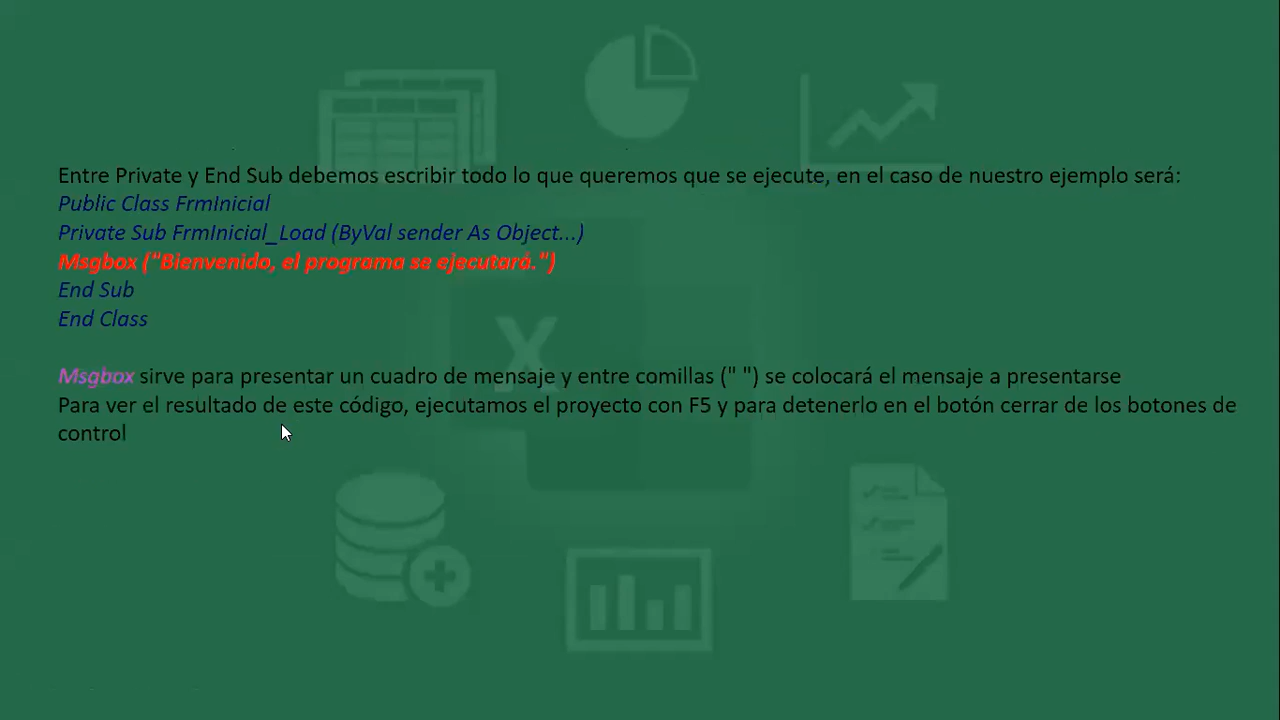 Entre Private y End Sub debemos escribir todo lo que queremos que se ejecute, en el caso de nuestro ejemplo será:
Public Class FrmInicial
Private Sub FrmInicial_Load (ByVal sender As Object...)
Msgbox ("Bienvenido, el programa se ejecutará.")
End Sub
End Class
Msgbox sirve para presentar un cuadro de mensaje y entre comillas (" ") se colocará el mensaje a presentarse
Para ver el resultado de este código, ejecutamos el proyecto con F5 y para detenerlo en el botón cerrar de los botones de
control
X